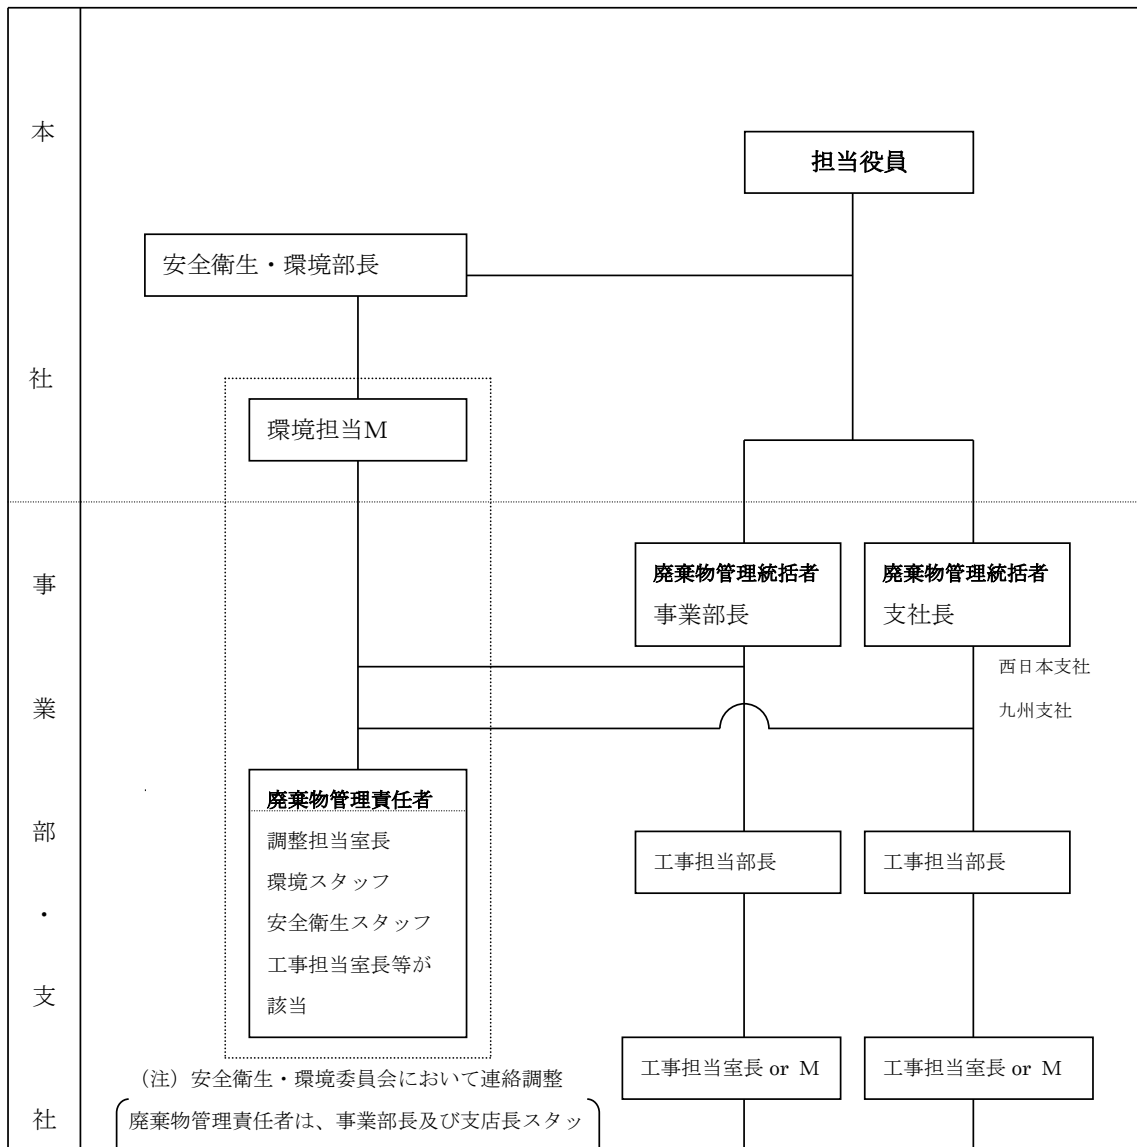 本
担当役員
安全衛生・環境部長
社
環境担当M
事
廃棄物管理統括者
事業部長
廃棄物管理統括者
支社長
西日本支社
業
九州支社
廃棄物管理責任者
調整担当室長
環境スタッフ
安全衛生スタッフ
工事担当室長等が
該当
部
工事担当部長
工事担当部長
・
支
工事担当室長 or M
工事担当室長 or M
（注）安全衛生・環境委員会において連絡調整
社
廃棄物管理責任者は、事業部長及び支店長スタッ